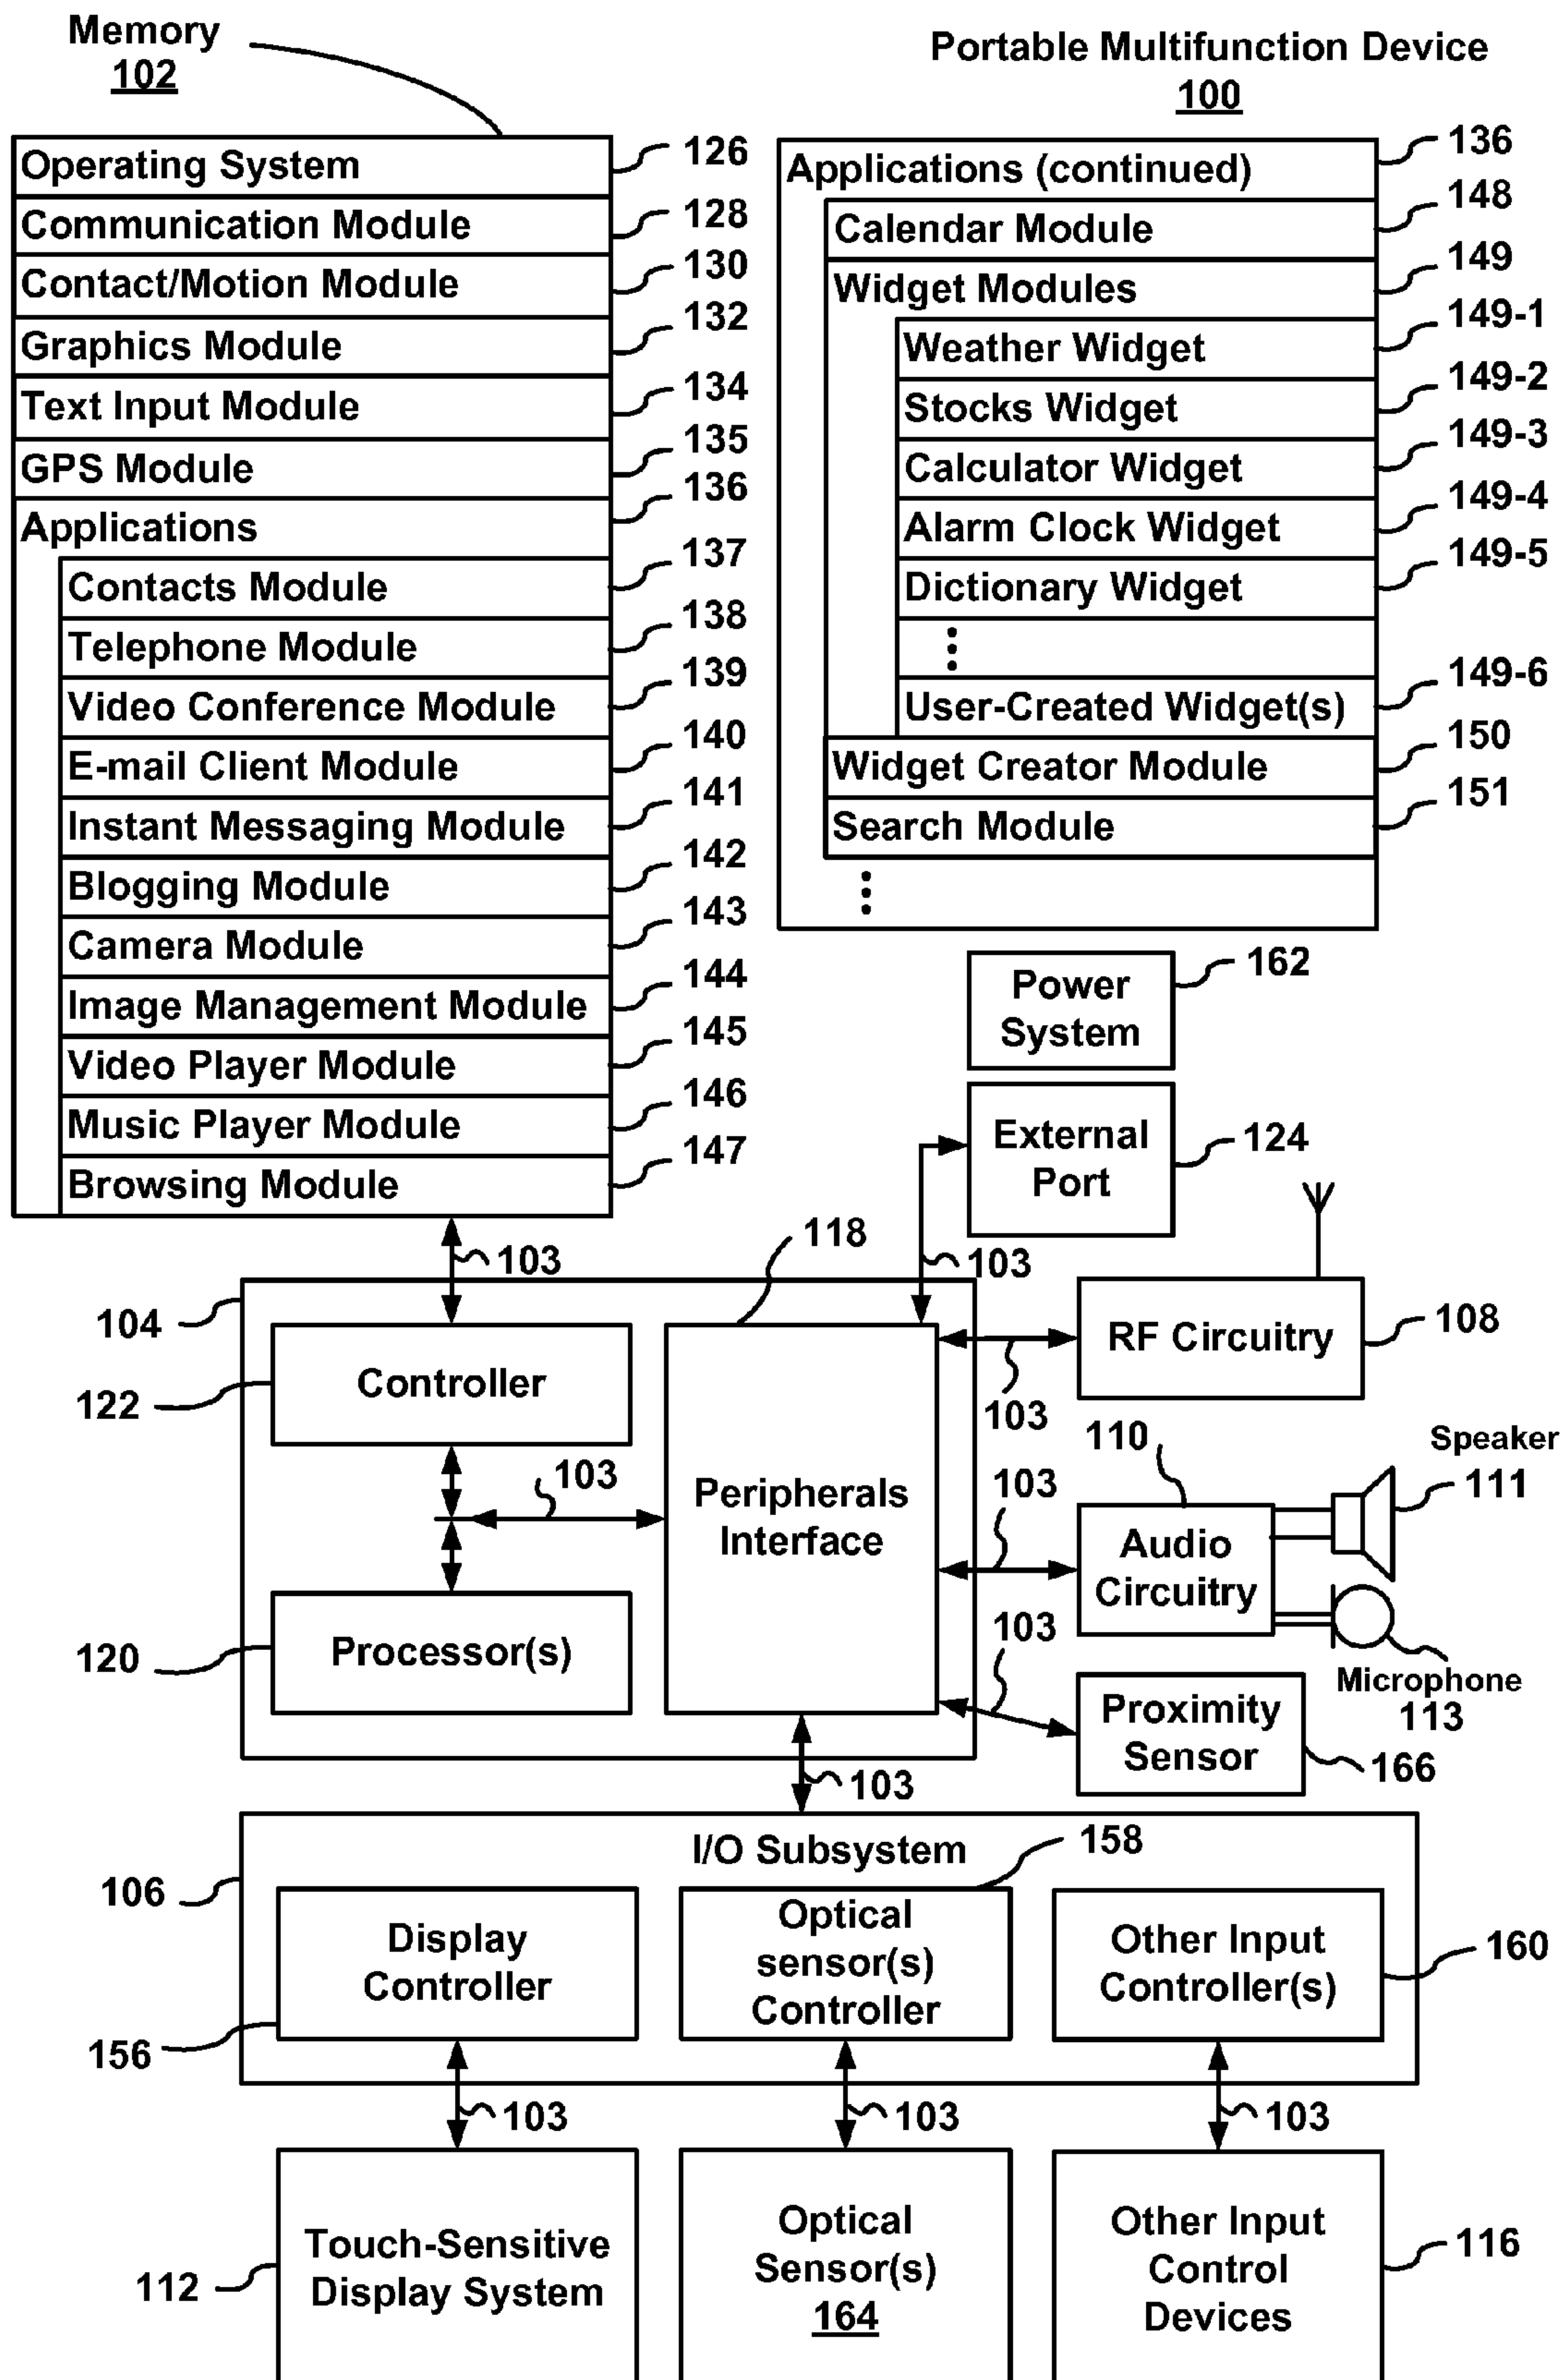 Memory
102
Portable Multifunction Device
100
Operating System
126
Communication Module
128
Contact/Motion Module
130
Graphics Module
132
Text Input Module
134
GPS Module
135
Applications
136
Contacts Module
137
Telephone Module
138
Video Conference Module
139
E-mail Client Module
140
Instant Messaging Module
141
Blogging Module
142
Camera Module
143
Image Management Module
144
Video Player Module
145
Music Player Module
146
Browsing Module
147
Applications (continued)
136
Calendar Module
148
Widget Modules
149
Weather Widget
149-1
Stocks Widget
149-2
Calculator Widget
149-3
Alarm Clock Widget
149-4
Dictionary Widget
149-5
User-Created Widget(s)
149-6
Widget Creator Module
150
Search Module
151
Power
System
162
External
Port
124
103
118
103
104
Controller
122
RF Circuitry
108
103
103
Peripherals
Interface
Processor(s)
120
110
Speaker
111
103
Audio
Circuitry
Microphone
113
103
Proximity
Sensor
166
103
I/O Subsystem
158
106
Display
Controller
156
Optical
sensor(s)
Controller
Other Input
Controller(s)
160
103
103
103
Touch-Sensitive
Display System
112
Optical
Sensor(s)
164
Other Input
Control
Devices
116